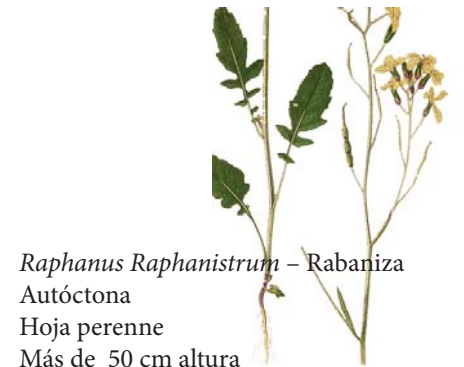 Raphanus Raphanistrum – Rabaniza
Autóctona
Hoja perenne
Más de 50 cm altura